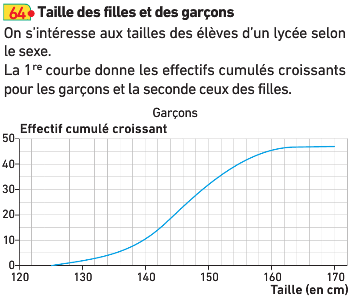 64 Taille des filles et des garçons
On s'intéresse aux tailles des élèves d'un lycée selon
le sexe.
La 1re courbe donne les effectifs cumulés croissants
pour les garçons et la seconde ceux des filles.
Garçons
Effectif cumulé croissant
50
40
30
20
10
0
120 130 140 150 160 170
Taille (en cm)